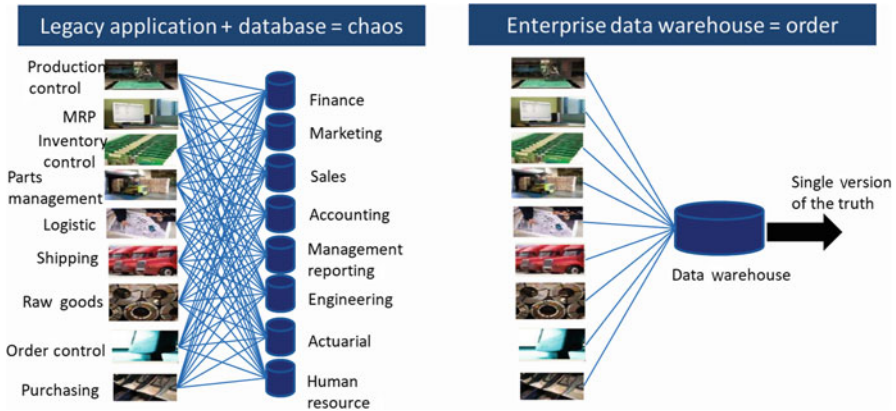 Legacy application + database = chaos
Production
control
MRP
Inventory
control
Parts
management
Logistic
Shipping
Raw goods
Order control
Purchasing
Finance
Marketing
Sales
Accounting
Management
reporting
Engineering
Actuarial
Human
resource
Enterprise data warehouse = order
Data warehouse
Single version
of the truth